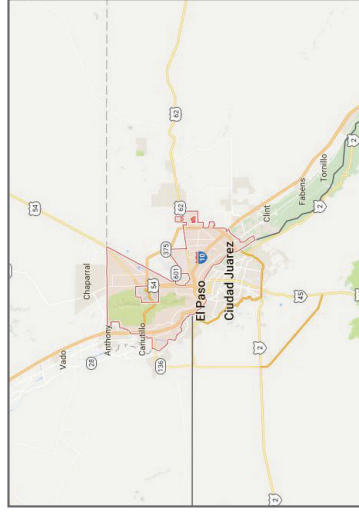 54
62
Chaparral
Vado
28
Anthony
54
375
62
Canutillo
601
136
10
El Paso
Clint
Ciudad Juarez
Fabens
Tornillo
2
45
2
2
2